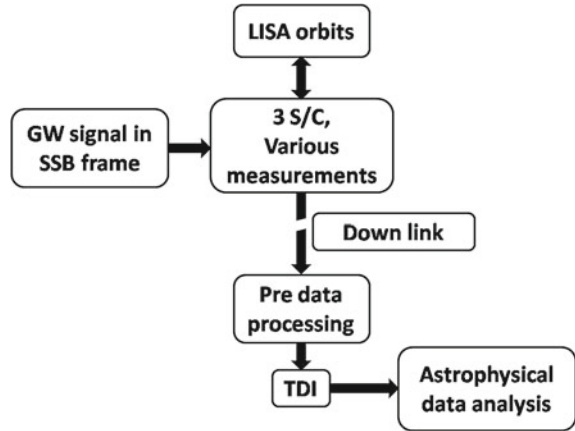 LISA orbits
GW signal in
SSB frame
3 S/C,
Various
measurements
Down link
Pre data
processing
TDI
Astrophysical
data analysis